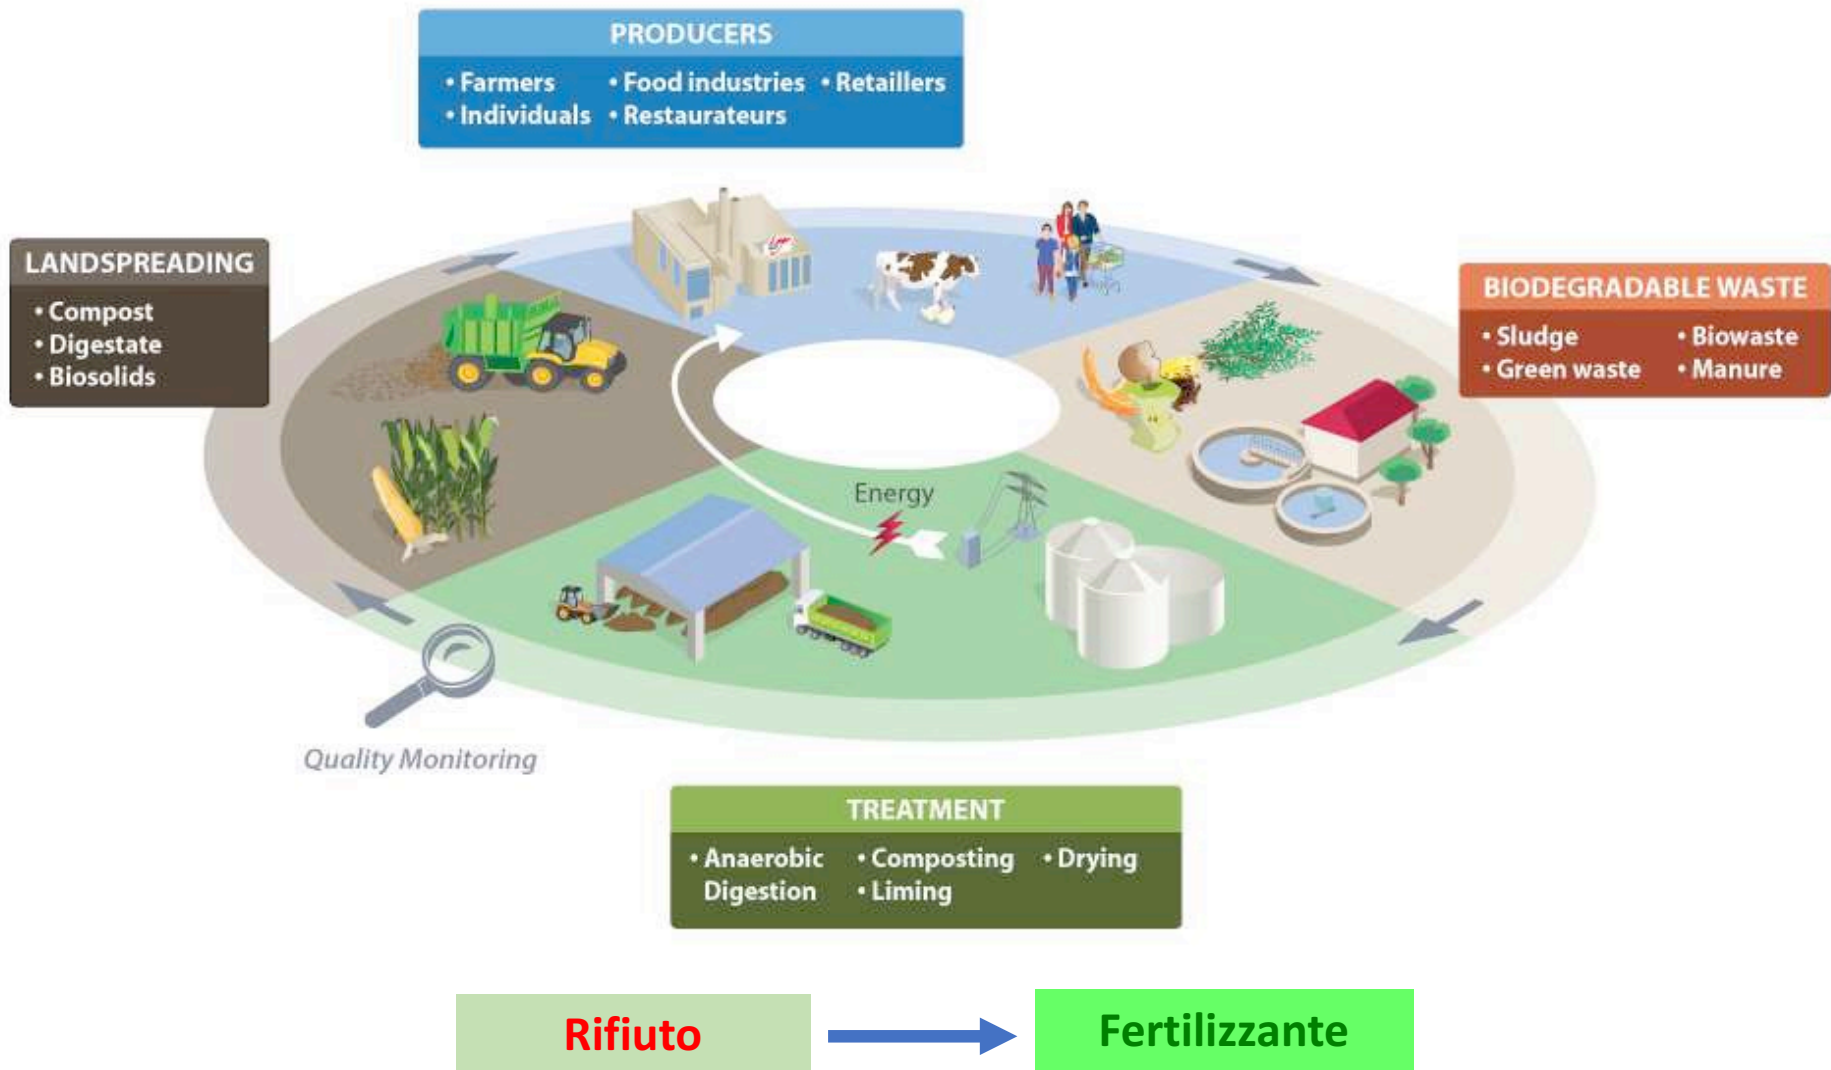 PRODUCERS
• Farmers • Food industries • Retaillers
• Individuals • Restaurateurs
LANDSPREADING
• Compost
• Digestate
• Biosolids
BIODEGRADABLE WASTE
• Sludge • Biowaste
• Green waste • Manure
Energy
Quality Monitoring
TREATMENT
• Anaerobic • Composting • Drying
Digestion • Liming
Rifiuto
Fertilizzante